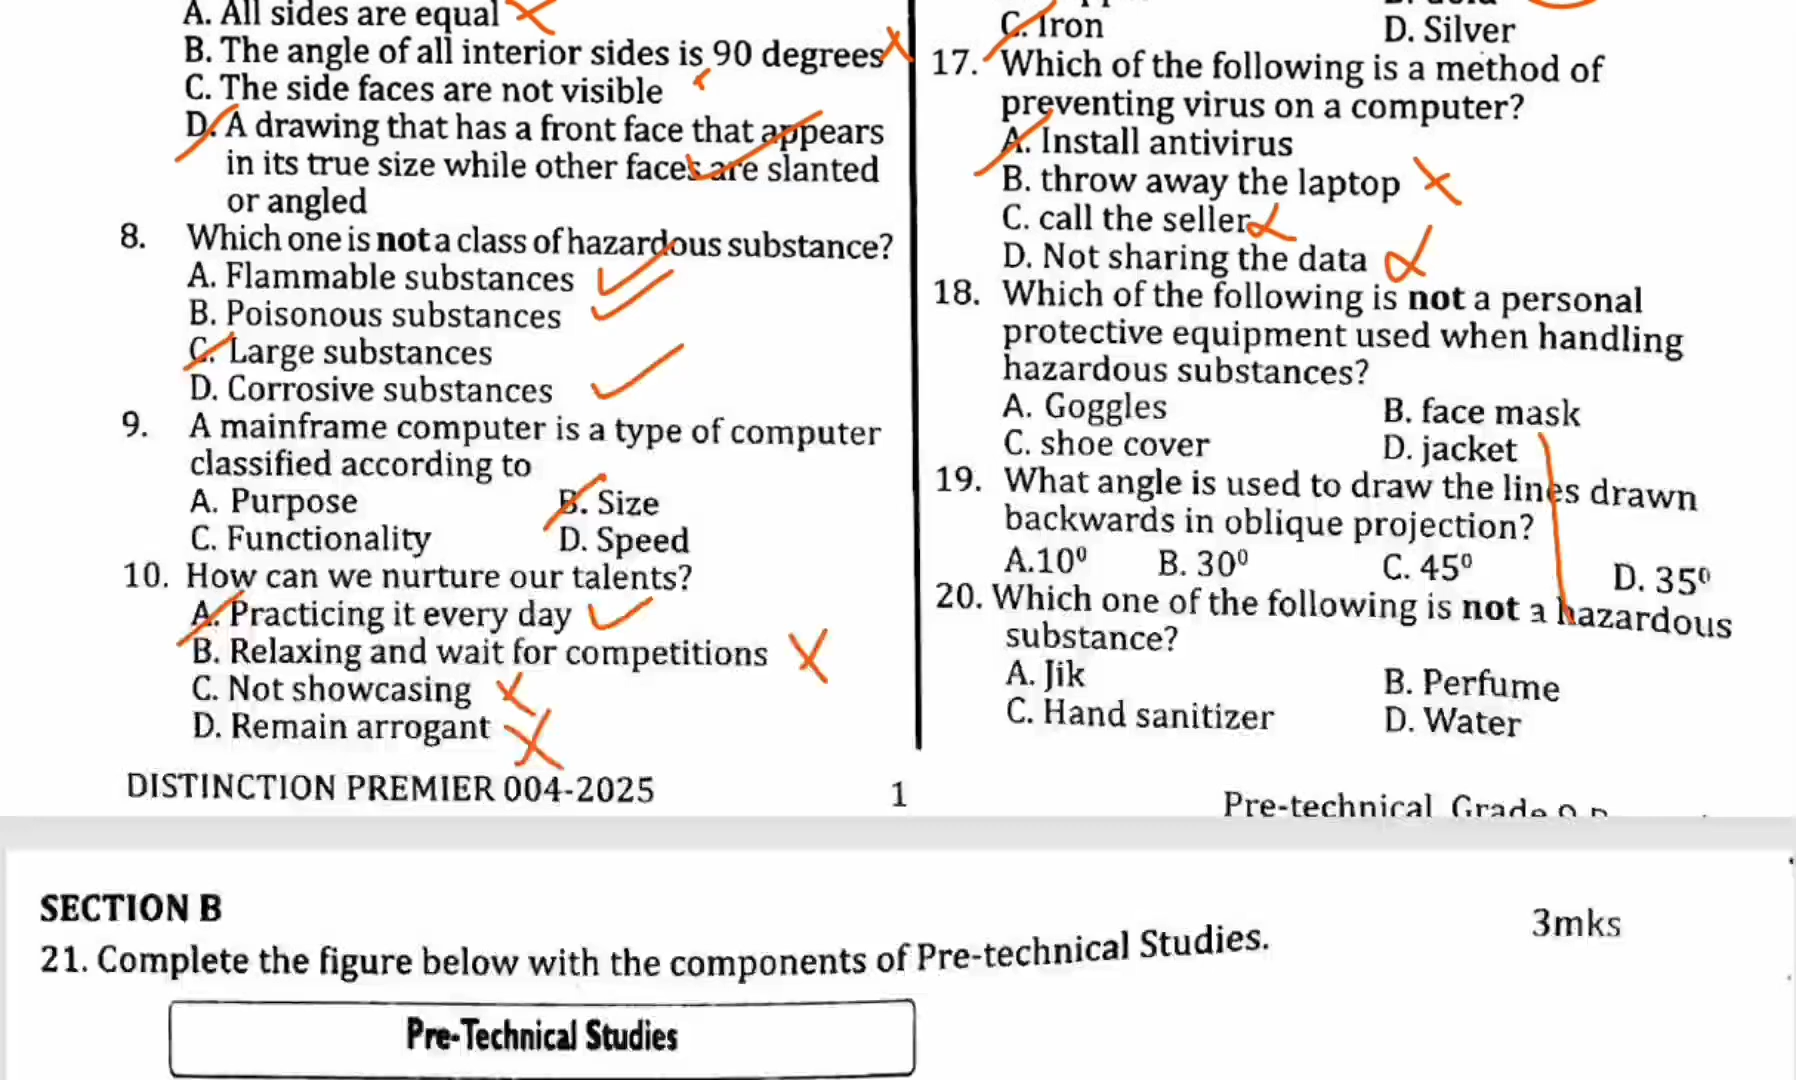 A. All sides are equal
B. The angle of all interior sides is 90 degrees
C. The side faces are not visible
D. A drawing that has a front face that appears
in its true size while other faces are slanted
or angled
8. Which one is not a class of hazardous substance?
A. Flammable substances
B. Poisonous substances
C. Large substances
D. Corrosive substances
9. A mainframe computer is a type of computer
classified according to
A. Purpose B. Size
C. Functionality D. Speed
10. How can we nurture our talents?
A. Practicing it every day
B. Relaxing and wait for competitions
C. Not showcasing
D. Remain arrogant
C. Iron D. Silver
17. Which of the following is a method of
preventing virus on a computer?
A. Install antivirus
B. throw away the laptop
C. call the seller
D. Not sharing the data
18. Which of the following is not a personal
protective equipment used when handling
hazardous substances?
A. Goggles B. face mask
C. shoe cover D. jacket
19. What angle is used to draw the lines drawn
backwards in oblique projection?
A.10⁰ B. 30⁰ C. 45⁰ D. 35⁰
20. Which one of the following is not a hazardous
substance?
A. Jik B. Perfume
C. Hand sanitizer D. Water
DISTINCTION PREMIER 004-2025 1 Pre-technical Grade
SECTION B
21. Complete the figure below with the components of Pre-technical Studies. 3mks
Pre-Technical Studies